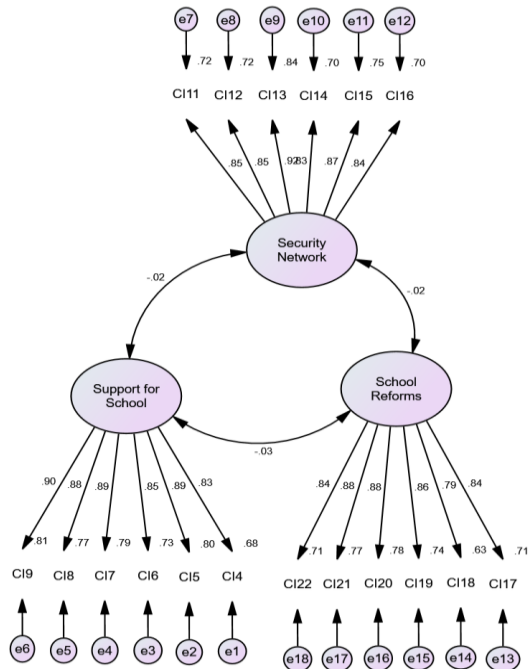 e7 e8 e9 e10 e11 e12
.72 .72 .84 .70 .75 .70
CI11 CI12 CI13 CI14 CI15 CI16
.85 .85 .92 .83 .87 .84
Security
Network
-.02 -.02
Support for
School
School
Reforms
-.03
.90 .88 .89 .85 .89 .83
.84 .88 .88 .86 .79 .84
.81 .77 .79 .73 .80 .68
.71 .77 .78 .74 .63 .71
CI9 CI8 CI7 CI6 CI5 CI4
CI22 CI21 CI20 CI19 CI18 CI17
e6 e5 e4 e3 e2 e1
e18 e17 e16 e15 e14 e13